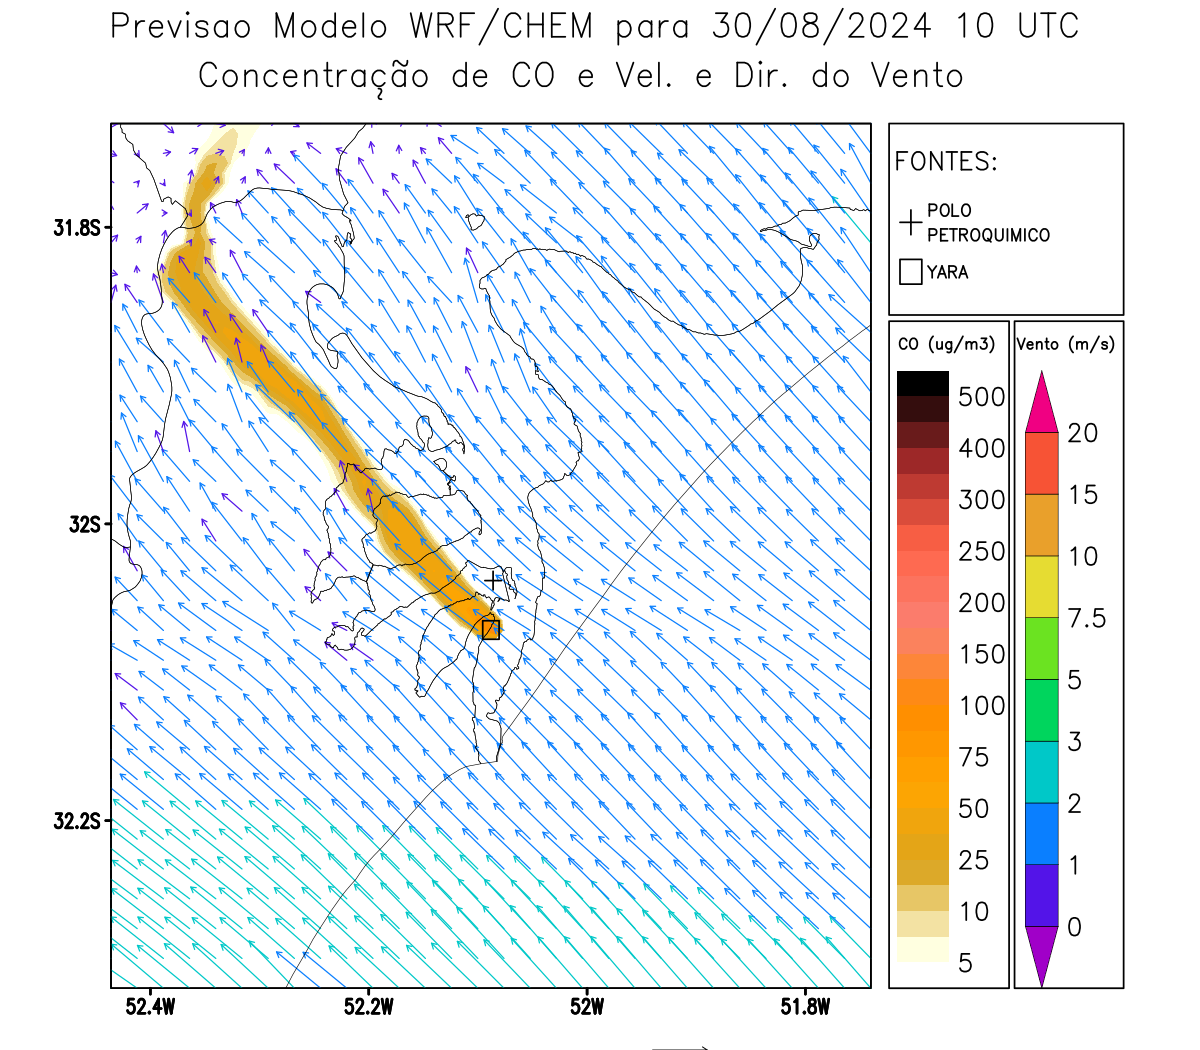 Previsao Modelo WRF/CHEM para 30/08/2024 10 UTC
Concentração de CO e Vel. e Dir. do Vento
FONTES:
POLO
PETROQUIMICO
YARA
CO (ug/m3)
500
400
300
250
200
150
100
75
50
25
10
5
Vento (m/s)
20
15
10
7.5
5
3
2
1
0
31.8S
32S
32.2S
52.4W
52.2W
52W
51.8W